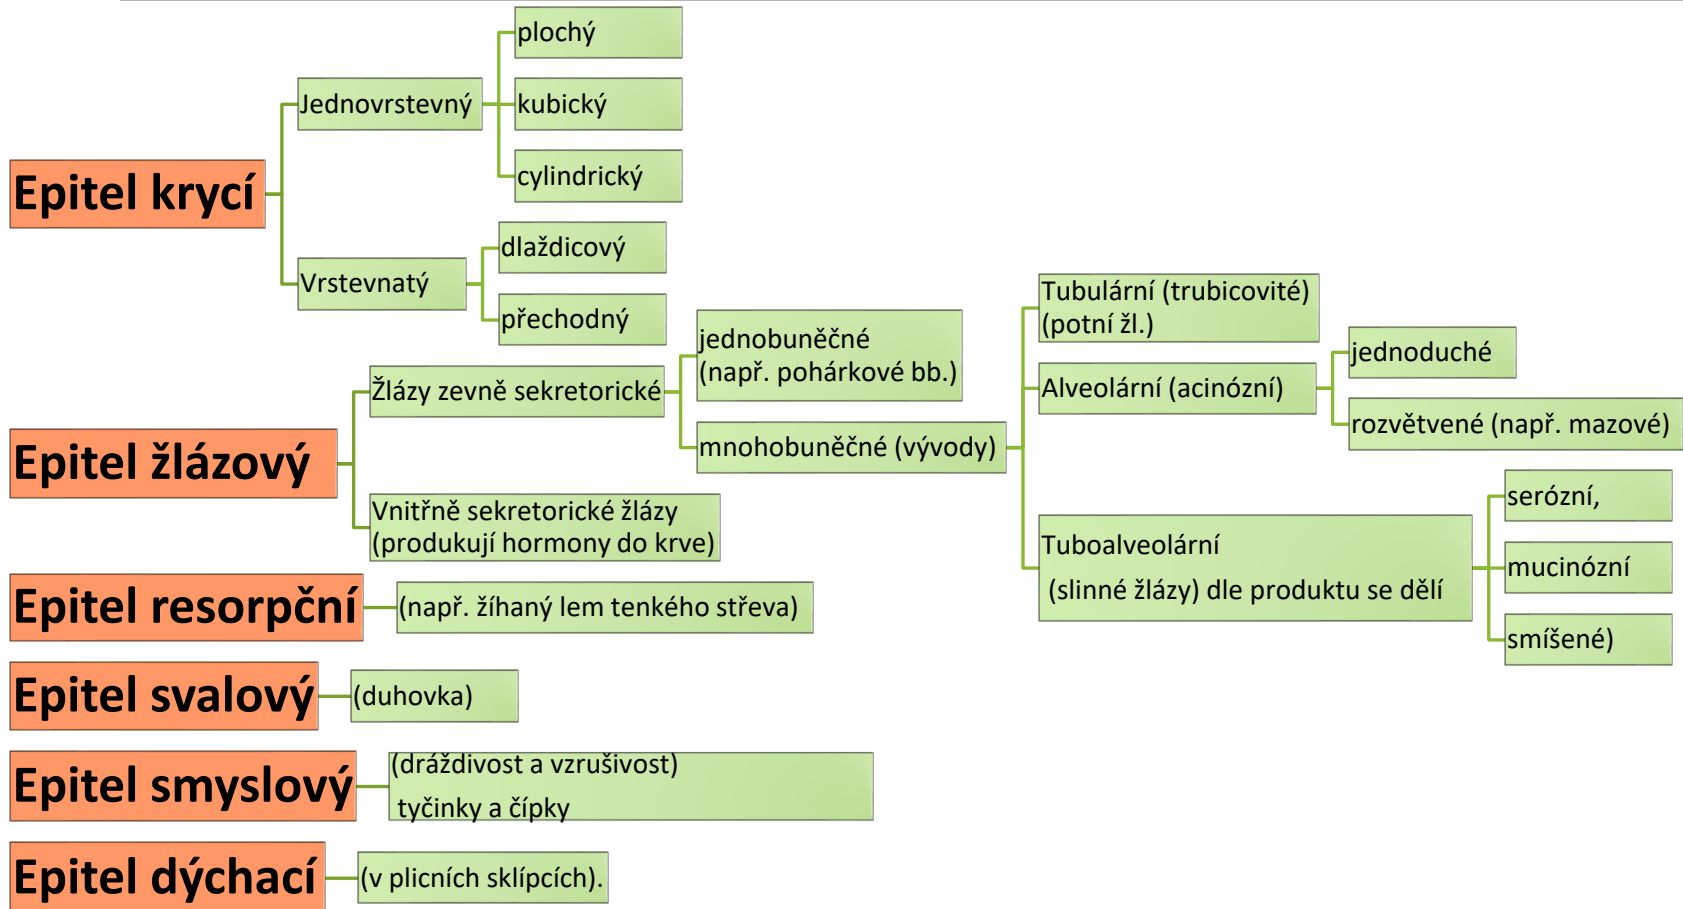 Epitel krycí
Jednovrstevný
plochý
kubický
cylindrický
Vrstevnatý
dlaždicový
přechodný
Epitel žlázový
Žlázy zevně sekretorické
jednobuněčné
(např. pohárkové bb.)
mnohobuněčné (vývody)
Tubulární (trubicovité)
(potní žl.)
Alveolární (acinózní)
jednoduché
rozvětvené (např. mazové)
Tuboalveolární
(slinné žlázy) dle produktu se dělí
serózní,
mucinózní
smíšené)
Vnitřně sekretorické žlázy
(produkují hormony do krve)
Epitel resorpční
(např. žíhaný lem tenkého střeva)
Epitel svalový
(duhovka)
Epitel smyslový
(dráždivost a vzrušivost)
tyčinky a čípky
Epitel dýchací
(v plicních sklípcích).